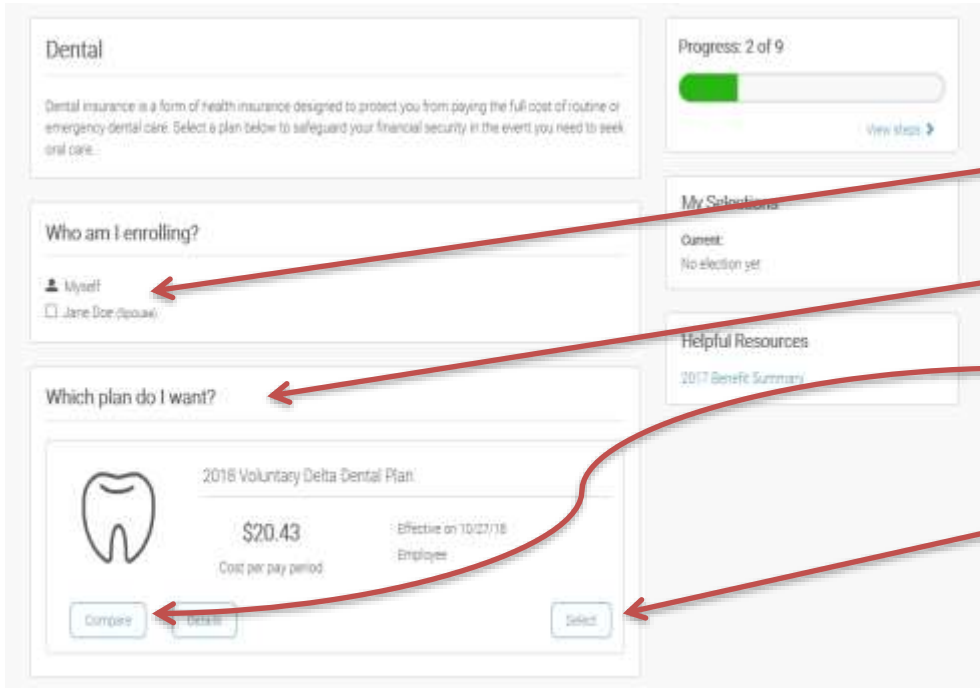 Dental
Dental insurance is a form of health insurance designed to protect you from paying the full cost of routine or
emergency dental care. Select a plan below to safeguard your financial security in the event you need to seek
oral care.
Who am I enrolling?
Myself
Jane Doe (Spouse)
Which plan do I want?
2018 Voluntary Delta Dental Plan
$20.43
Cost per pay period
Effective on 10/27/18
Employee
Compare
Details
Select
Progress: 2 of 9
View steps
My Selections
Current:
No election yet
Helpful Resources
2017 Benefit Summary